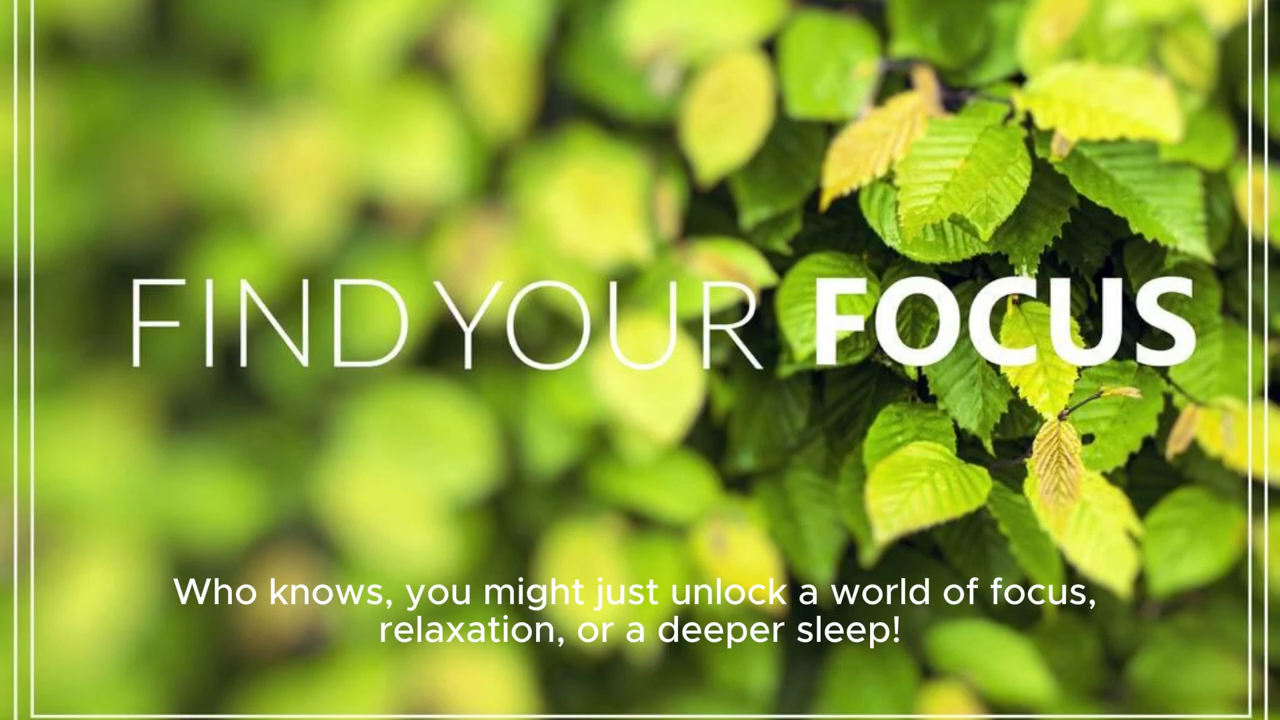 FIND YOUR FOCUS
Who knows, you might just unlock a world of focus,
relaxation, or a deeper sleep!